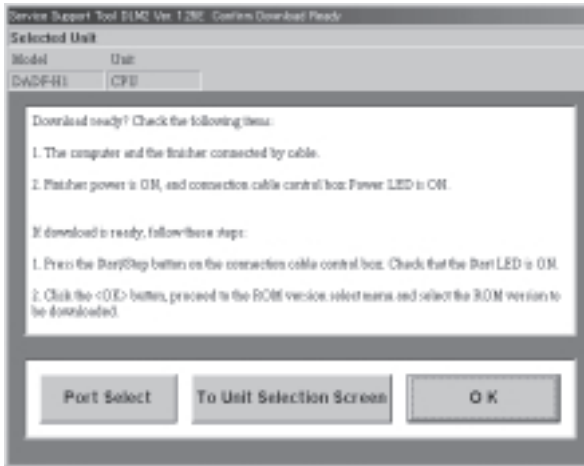 Service Support Tool DLM2 Ver. 1.25E Confirm Download Ready
Selected Unit
Model Unit
DADF-H1 CPU
Download ready? Check the following items:
1. The computer and the finisher connected by cable.
2. Finisher power is ON, and connection cable control box Power LED is ON.
If download is ready, follow these steps:
1. Press the Start/Stop button on the connection cable control box. Check that the Start LED is ON.
2. Click the <OK> button, proceed to the ROM version select menu and select the ROM version to
be downloaded.
Port Select To Unit Selection Screen OK